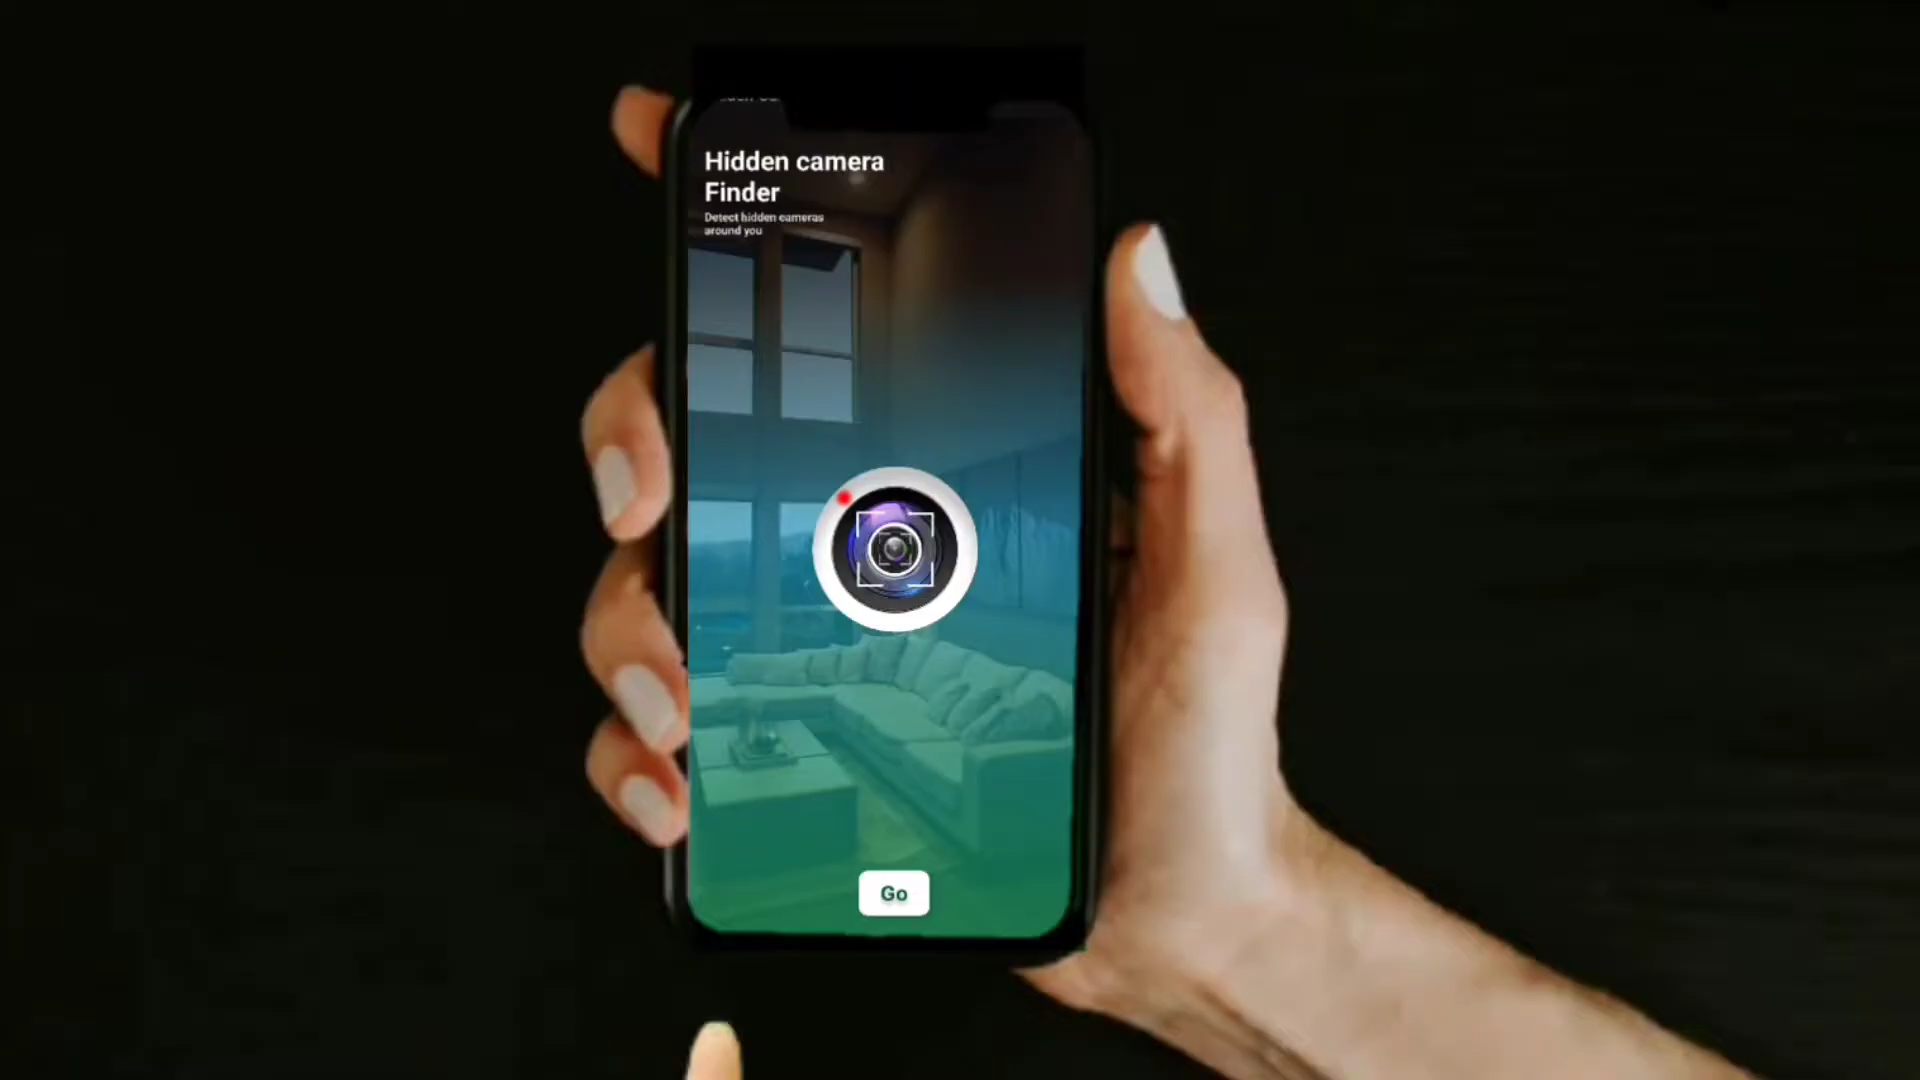 Hidden camera
Finder
Detect hidden cameras
around you
Go